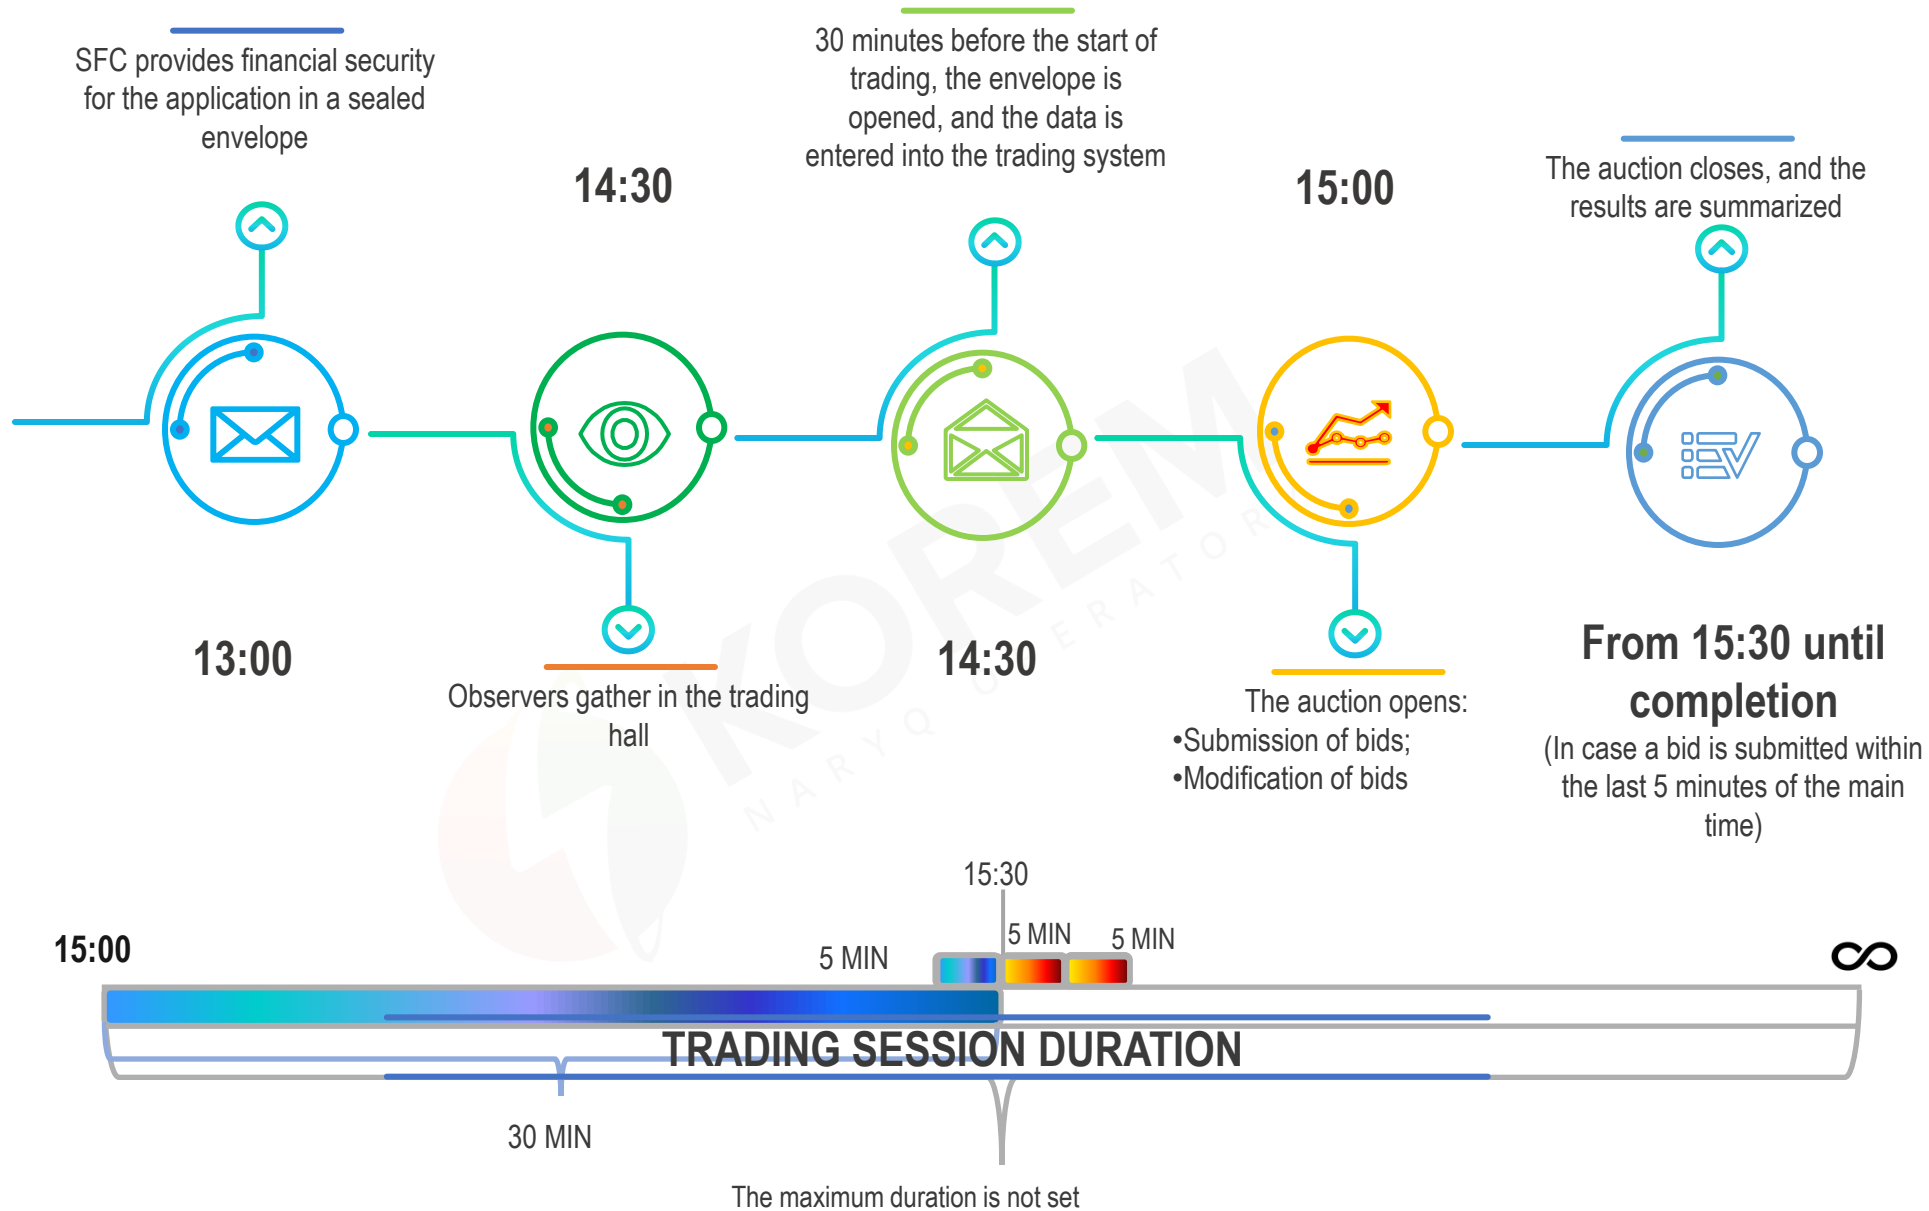 SFC provides financial security
for the application in a sealed
envelope
13:00
14:30
Observers gather in the trading
hall
30 minutes before the start of
trading, the envelope is
opened, and the data is
entered into the trading system
14:30
15:00
The auction opens:
•Submission of bids;
•Modification of bids
The auction closes, and the
results are summarized
From 15:30 until
completion
(In case a bid is submitted within
the last 5 minutes of the main
time)
KOREM
NARYQ OPERATOR
15:30
15:00
5 MIN
5 MIN
5 MIN
∞
TRADING SESSION DURATION
30 MIN
The maximum duration is not set